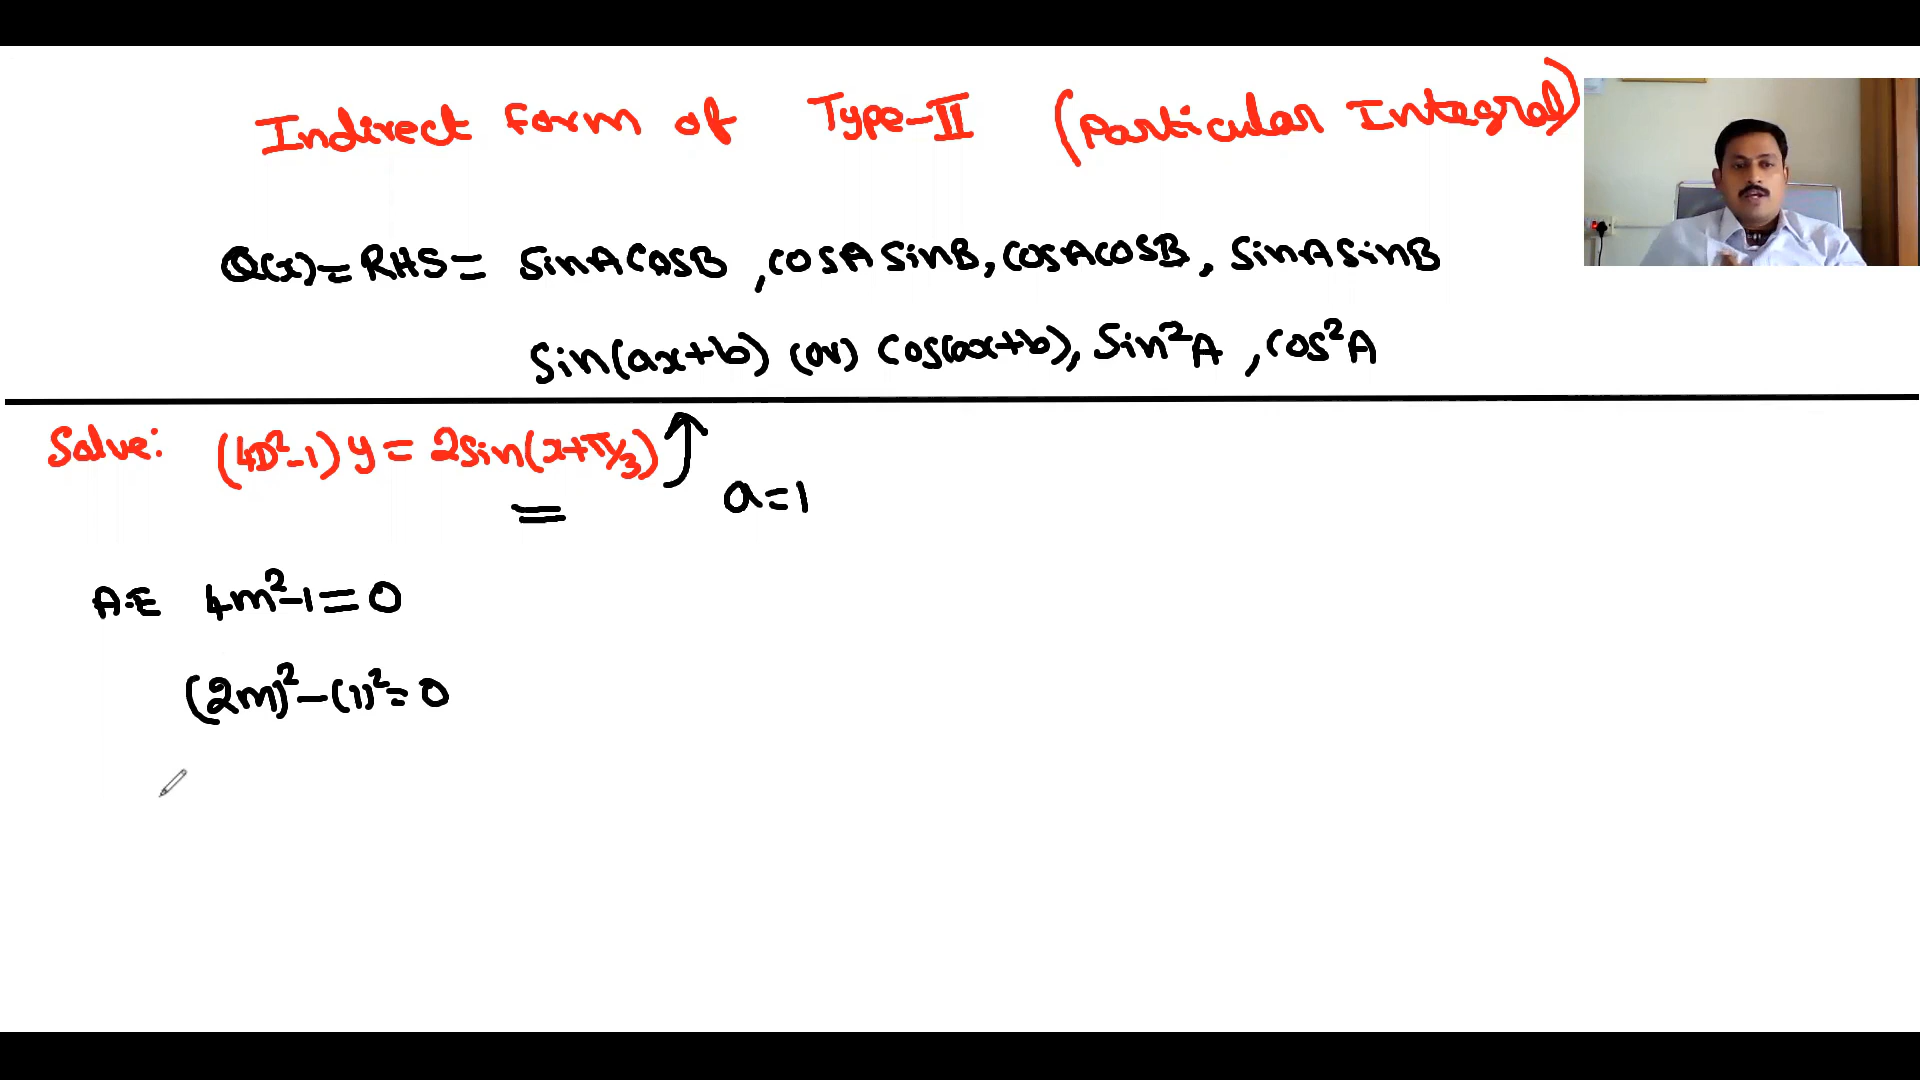 Indirect form of Type-II (Particular Integral)
Q(x) = RHS = SinACosB, CosASinB, CosACosB, SinASinB
Sin(ax+b) (or) Cos(ax+b), Sin²A, Cos²A
Solve: (4D²-1)y = 2Sin(x+π/3)
a=1
A.E 4m²-1=0
(2m)²-(1)²=0